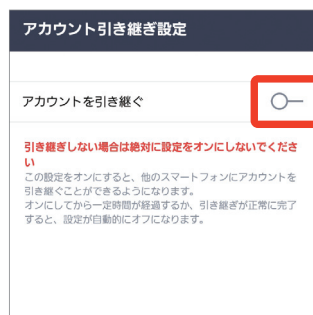 アカウント引き継ぎ設定
アカウントを引き継ぐ
引き継ぎしない場合は絶対に設定をオンにしないでくださ
い
この設定をオンにすると、他のスマートフォンにアカウントを
引き継ぐことができるようになります。
オンにしてから一定時間が経過するか、引き継ぎが正常に完了
すると、設定が自動的にオフになります。